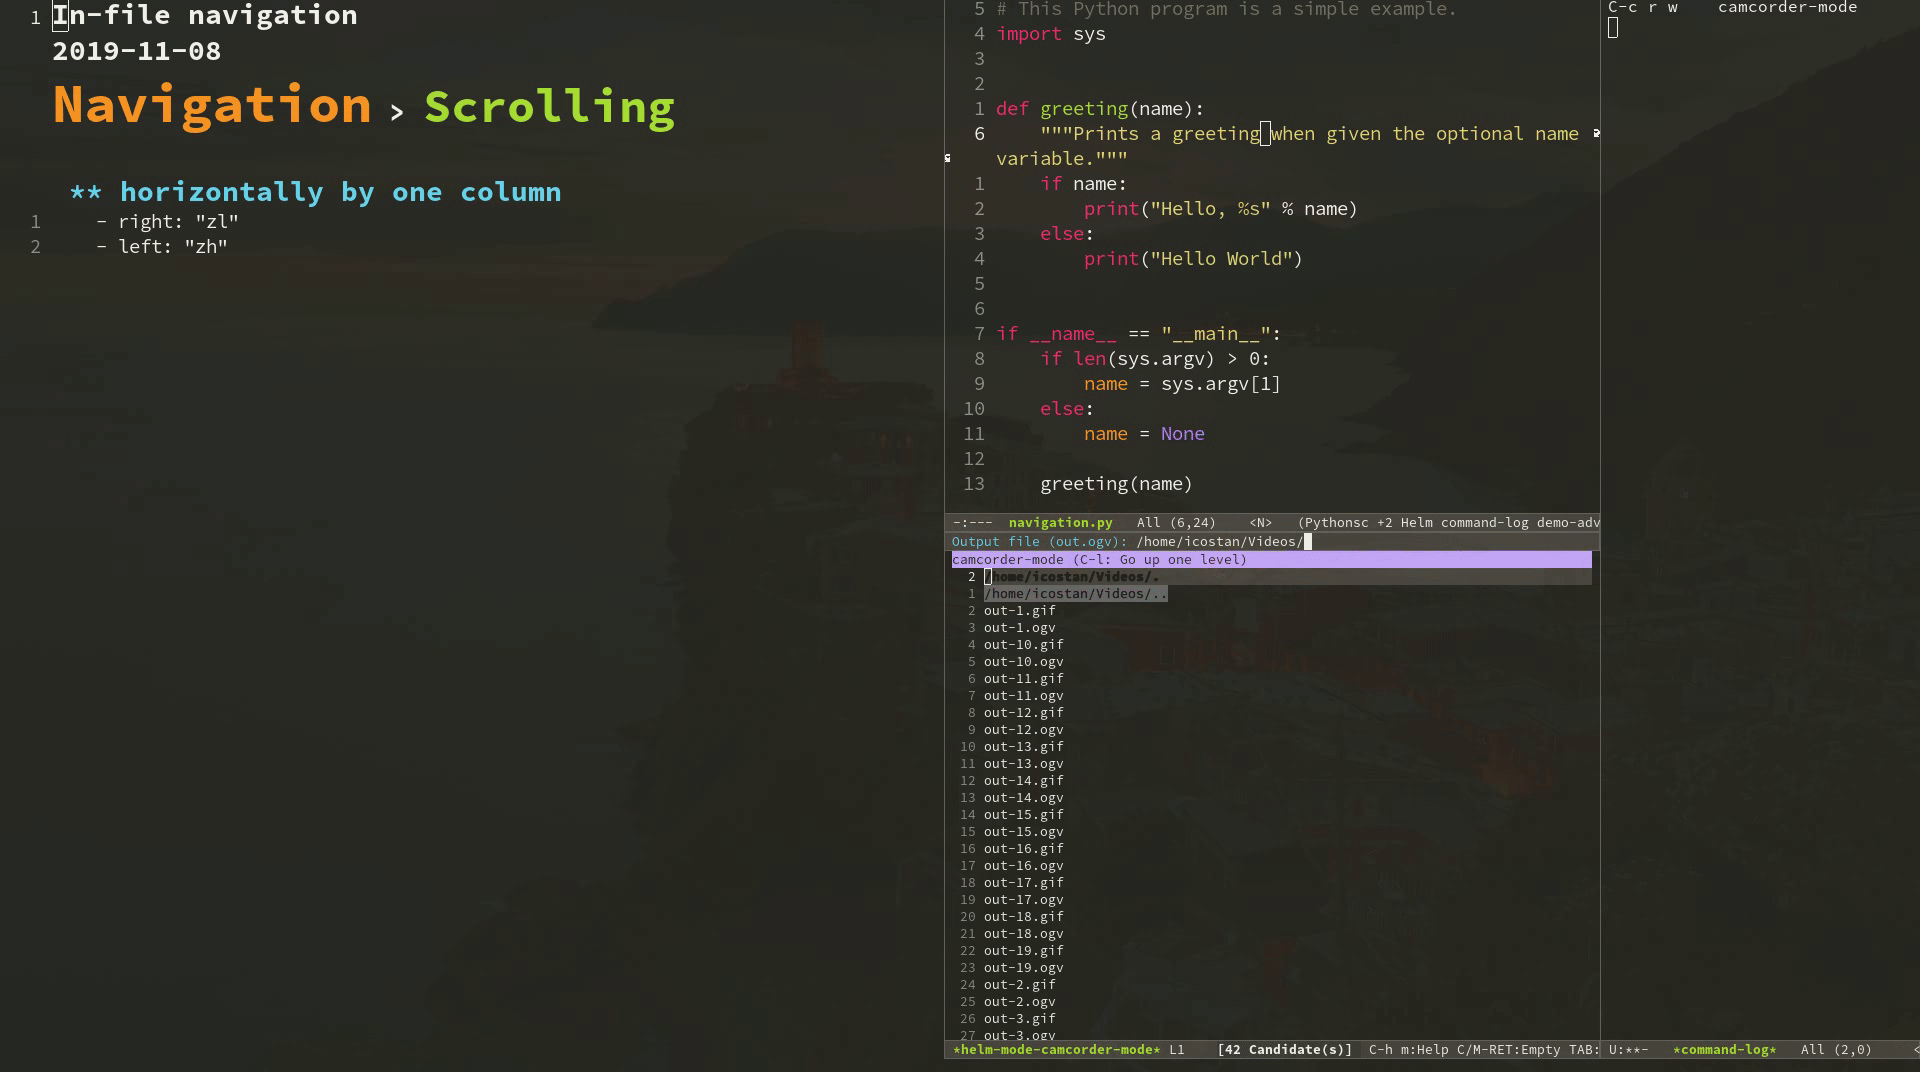 1 In-file navigation
2019-11-08
Navigation > Scrolling
** horizontally by one column
1 - right: "zl"
2 - left: "zh"
5 # This Python program is a simple example.
4 import sys
3
2
1 def greeting(name):
6 """Prints a greeting when given the optional name
variable."""
1 if name:
2 print("Hello, %s" % name)
3 else:
4 print("Hello World")
5
6
7 if __name__ == "__main__":
8 if len(sys.argv) > 0:
9 name = sys.argv[1]
10 else:
11 name = None
12
13 greeting(name)
-:--- navigation.py All (6,24) <N> (Pythonsc +2 Helm command-log demo-adv
Output file (out.ogv): /home/icostan/Videos/
camcorder-mode (C-l: Go up one level)
2 /home/icostan/Videos/.
1 /home/icostan/Videos/..
2 out-1.gif
3 out-1.ogv
4 out-10.gif
5 out-10.ogv
6 out-11.gif
7 out-11.ogv
8 out-12.gif
9 out-12.ogv
10 out-13.gif
11 out-13.ogv
12 out-14.gif
13 out-14.ogv
14 out-15.gif
15 out-15.ogv
16 out-16.gif
17 out-16.ogv
18 out-17.gif
19 out-17.ogv
20 out-18.gif
21 out-18.ogv
22 out-19.gif
23 out-19.ogv
24 out-2.gif
25 out-2.ogv
26 out-3.gif
27 out-3.ogv
*helm-mode-camcorder-mode* L1 [42 Candidate(s)] C-h m:Help C/M-RET:Empty TAB:
C-c r w camcorder-mode
U:**- *command-log* All (2,0) <